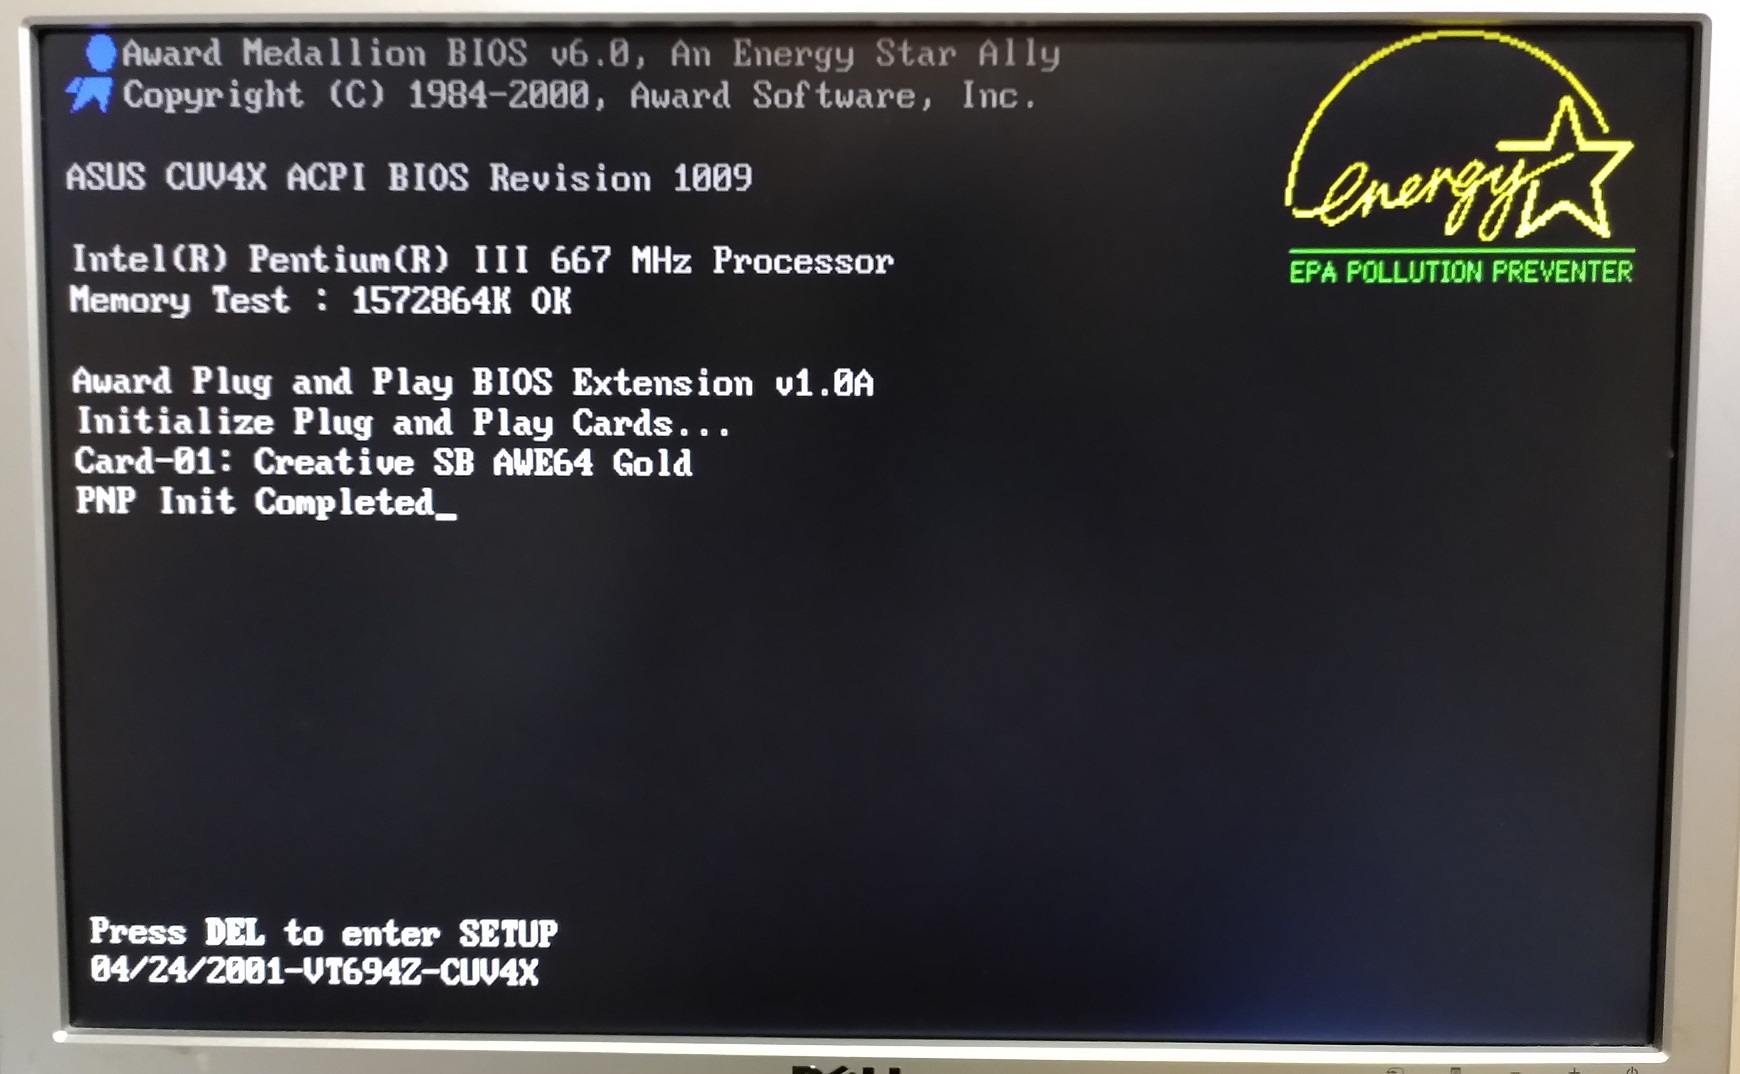 Award Medallion BIOS v6.0, An Energy Star Ally
Copyright (C) 1984-2000, Award Software, Inc.
energy
EPA POLLUTION PREVENTER
ASUS CUV4X ACPI BIOS Revision 1009
Intel(R) Pentium(R) III 667 MHz Processor
Memory Test : 1572864K OK
Award Plug and Play BIOS Extension v1.0A
Initialize Plug and Play Cards...
Card-01: Creative SB AWE64 Gold
PNP Init Completed_
Press DEL to enter SETUP
04/24/2001-VT694Z-CUV4X
DELL